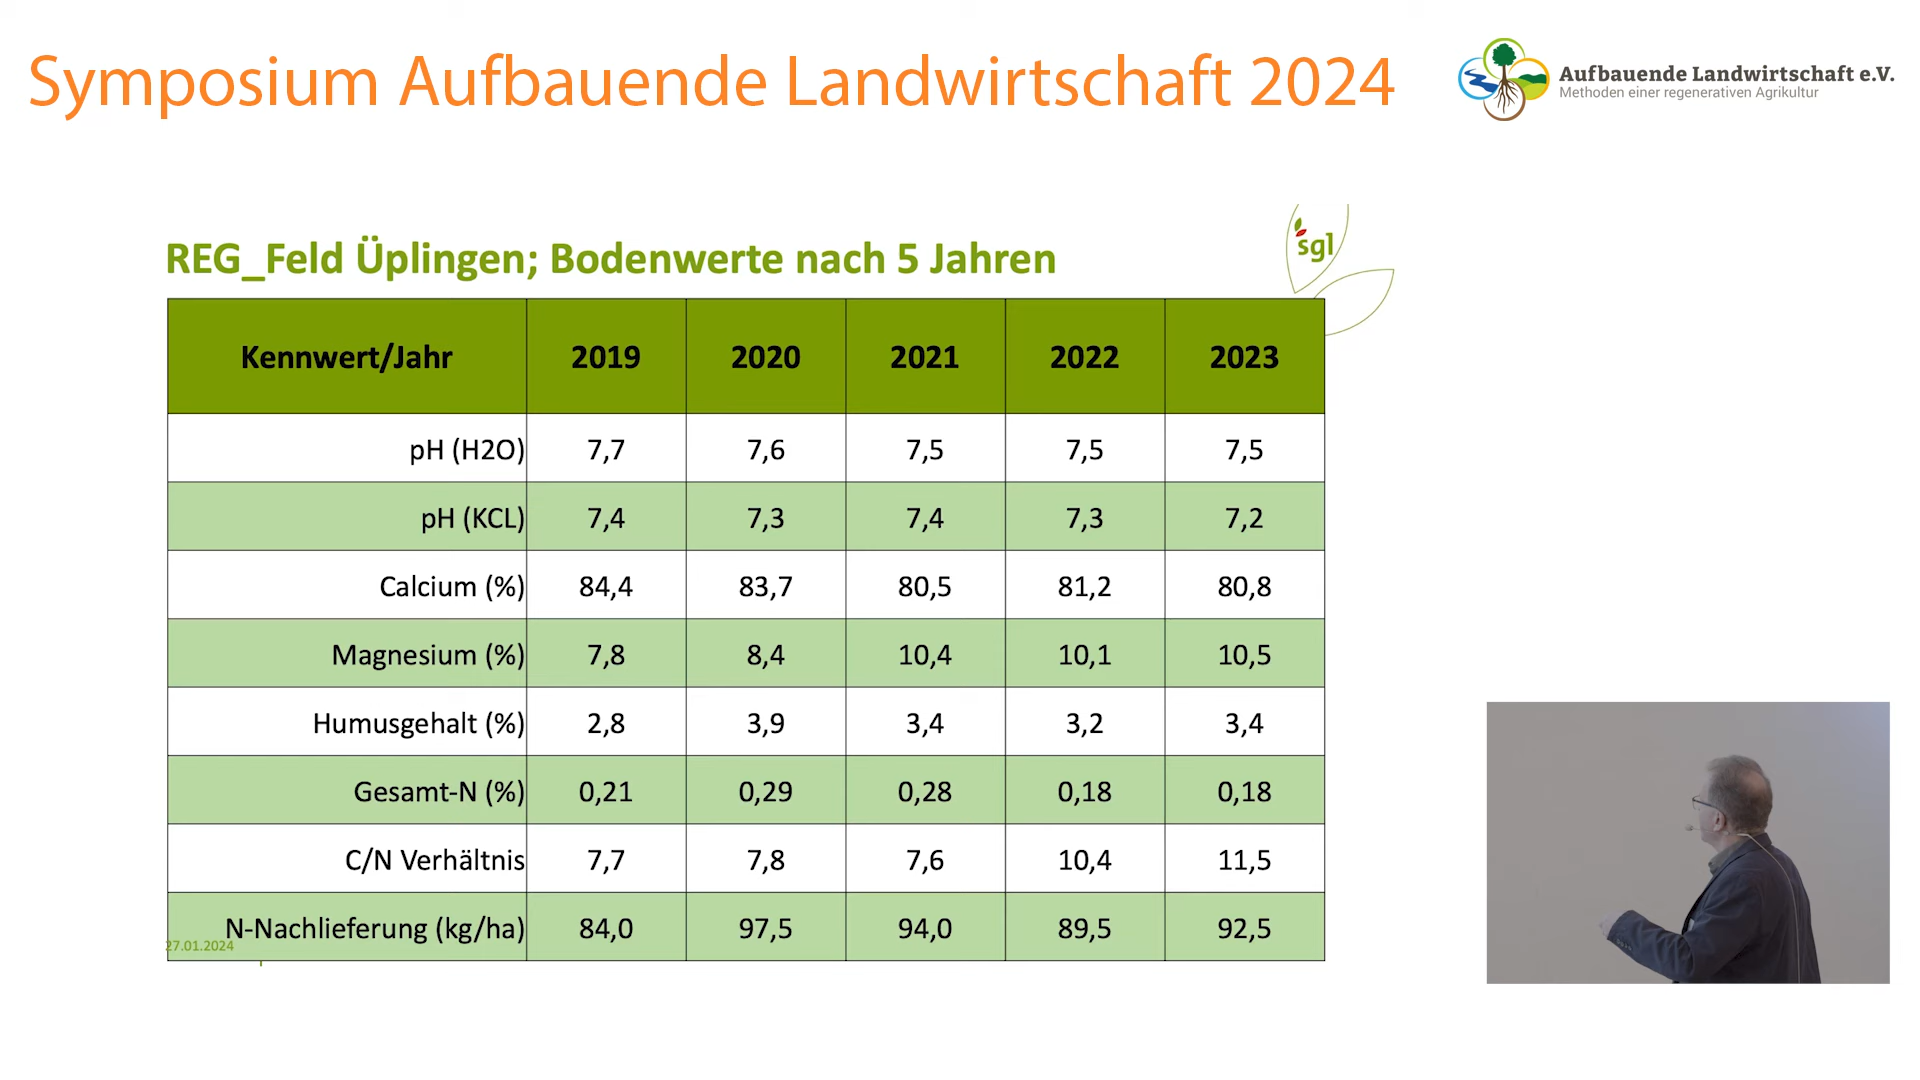 Symposium Aufbauende Landwirtschaft 2024
Aufbauende Landwirtschaft e.V.
Methoden einer regenerativen Agrikultur
sgl
REG_Feld Üplingen; Bodenwerte nach 5 Jahren
Kennwert/Jahr 2019 2020 2021 2022 2023
pH (H2O) 7,7 7,6 7,5 7,5 7,5
pH (KCL) 7,4 7,3 7,4 7,3 7,2
Calcium (%) 84,4 83,7 80,5 81,2 80,8
Magnesium (%) 7,8 8,4 10,4 10,1 10,5
Humusgehalt (%) 2,8 3,9 3,4 3,2 3,4
Gesamt-N (%) 0,21 0,29 0,28 0,18 0,18
C/N Verhältnis 7,7 7,8 7,6 10,4 11,5
N-Nachlieferung (kg/ha) 84,0 97,5 94,0 89,5 92,5
27.01.2024